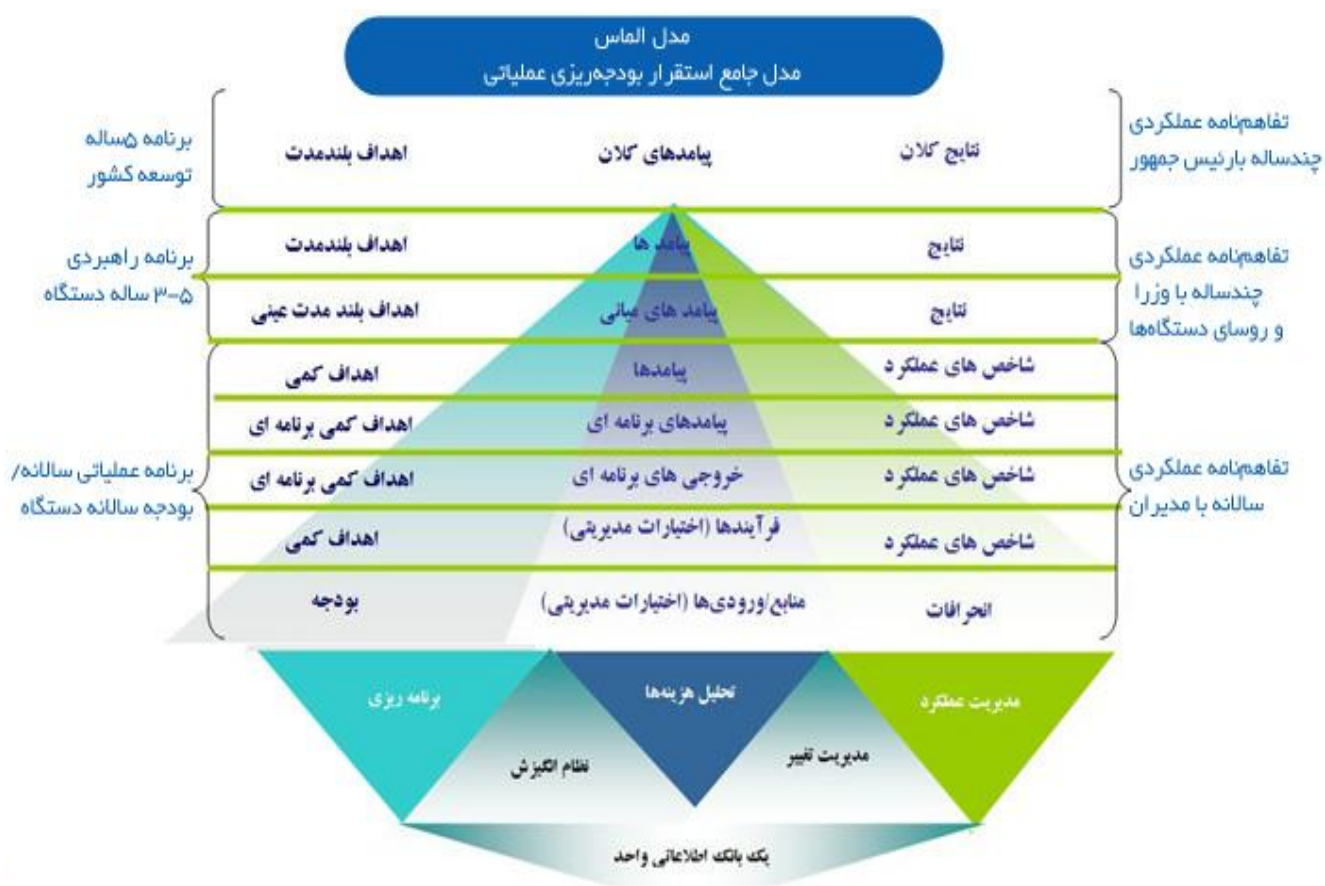 مدل الماس
مدل جامع استقرار بودجه‌ریزی عملیاتی
تفاهم‌نامه عملکردی
چندساله با رئیس جمهور
نتایج کلان
پیامدهای کلان
اهداف بلندمدت
برنامه ۵ساله
توسعه کشور
تفاهم‌نامه عملکردی
چندساله با وزرا
و روسای دستگاه‌ها
نتایج
پیامد ها
اهداف بلندمدت
نتایج
پیامد های میانی
اهداف بلند مدت عینی
برنامه راهبردی
۳-۵ ساله دستگاه
شاخص های عملکرد
پیامدها
اهداف کمی
شاخص های عملکرد
پیامدهای برنامه ای
اهداف کمی برنامه ای
شاخص های عملکرد
خروجی های برنامه ای
اهداف کمی برنامه ای
تفاهم‌نامه عملکردی
سالانه با مدیران
برنامه عملیاتی سالانه/
بودجه سالانه دستگاه
شاخص های عملکرد
فرآیندها (اختیارات مدیریتی)
اهداف کمی
انحرافات
منابع/ورودی‌ها (اختیارات مدیریتی)
بودجه
مدیریت عملکرد
تحلیل هزینه‌ها
برنامه ریزی
مدیریت تغییر
نظام انگیزش
یک بانک اطلاعاتی واحد